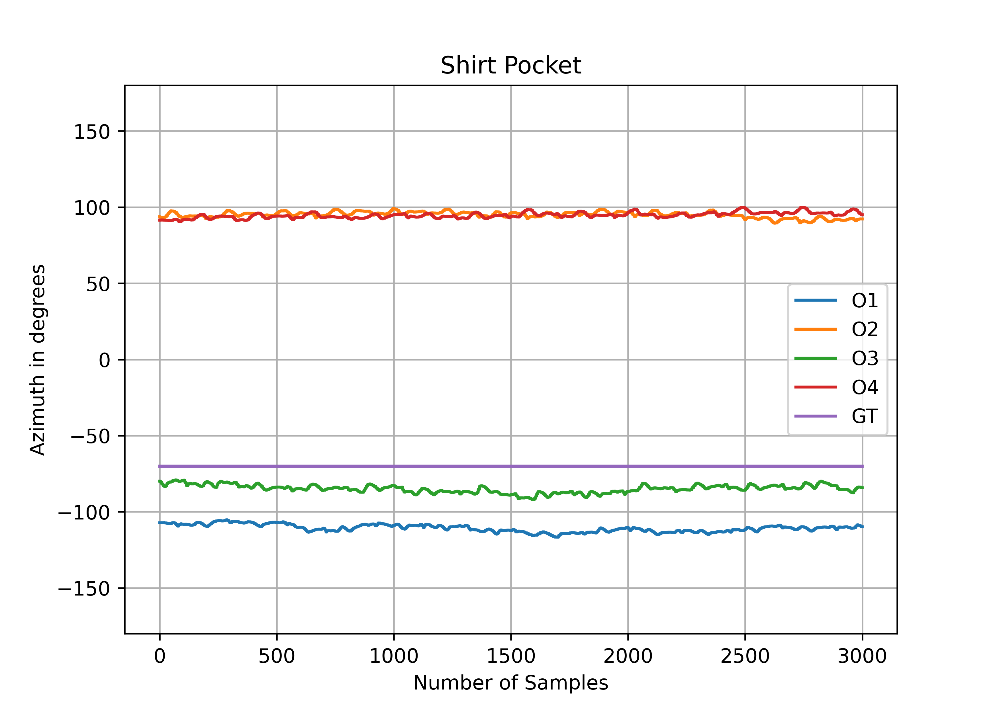 Shirt Pocket
150
100
50
0
−50
−100
−150
Azimuth in degrees
O1
O2
O3
O4
GT
0 500 1000 1500 2000 2500 3000
Number of Samples